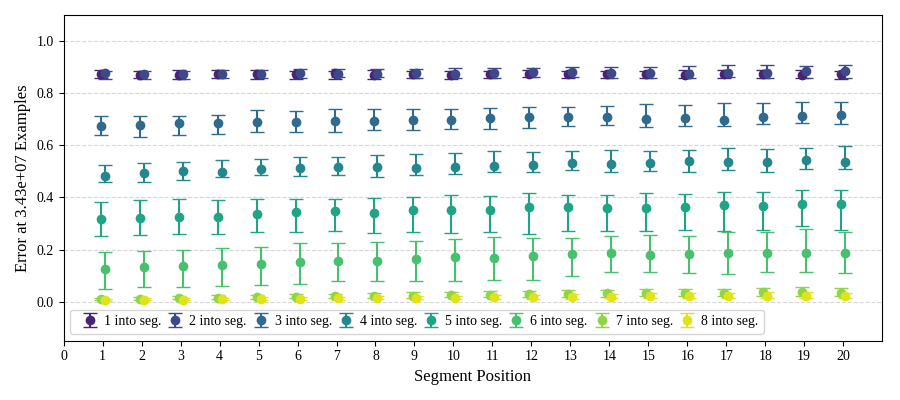 Error at 3.43e+07 Examples
1.0
0.8
0.6
0.4
0.2
0.0
1 into seg. 2 into seg. 3 into seg. 4 into seg. 5 into seg. 6 into seg. 7 into seg. 8 into seg.
0 1 2 3 4 5 6 7 8 9 10 11 12 13 14 15 16 17 18 19 20
Segment Position